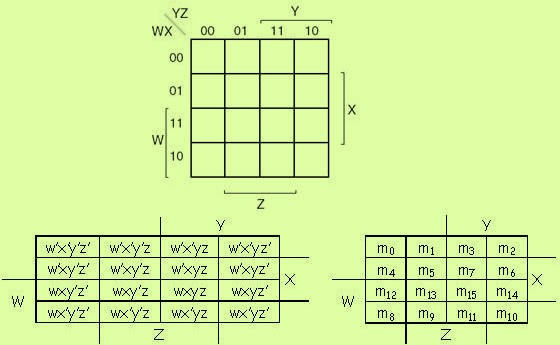 YZ
Y
WX 00 01 11 10
00
01
X
11
W
10
Z
Y
w'x'y'z' w'x'y'z w'x'yz w'x'yz'
w'xy'z' w'xy'z w'xyz w'xyz'
X
wxy'z' wxy'z wxyz wxyz'
W
wx'y'z' wx'y'z wx'yz wx'yz'
Z
Y
m0 m1 m3 m2
m4 m5 m7 m6
X
m12 m13 m15 m14
W
m8 m9 m11 m10
Z